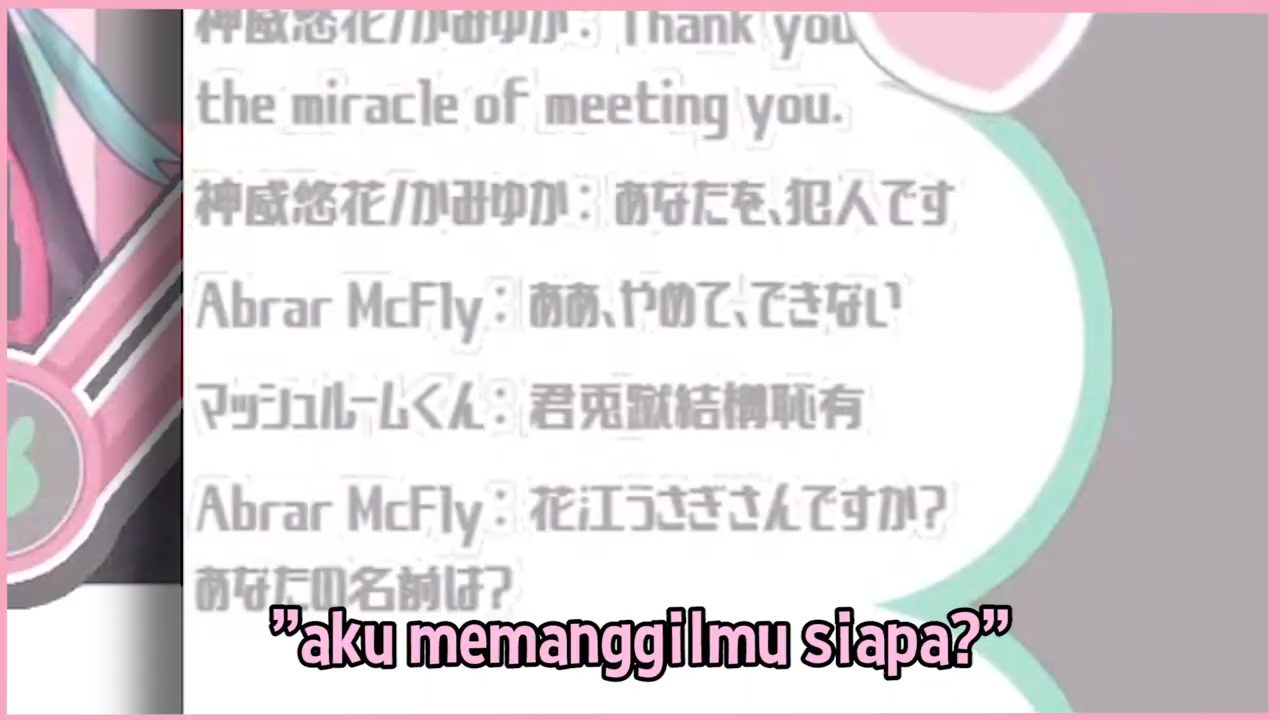 神威悠花/かみゆか: Thank you
the miracle of meeting you.
神威悠花/かみゆか: あなたを、犯人です
Abrar McFly: ああ、やめて、できない
マッシュルームくん: 君兎蹴結構恥有
Abrar McFly: 花江うさぎさんですか?
あなたの名前は?
”aku memanggilmu siapa?”